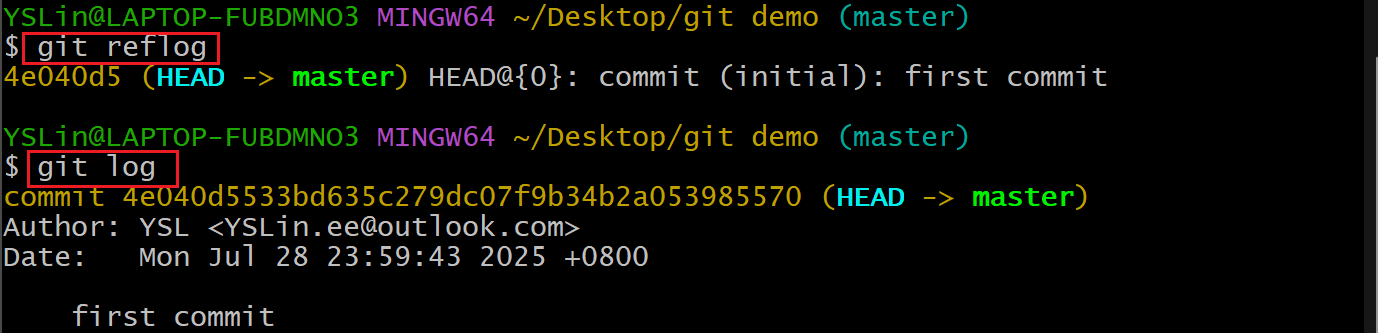 YSLin@LAPTOP-FUBDMNO3 MINGW64 ~/Desktop/git demo (master)
$ git reflog
4e040d5 (HEAD -> master) HEAD@{0}: commit (initial): first commit
YSLin@LAPTOP-FUBDMNO3 MINGW64 ~/Desktop/git demo (master)
$ git log
commit 4e040d5533bd635c279dc07f9b34b2a053985570 (HEAD -> master)
Author: YSL <YSLin.ee@outlook.com>
Date:   Mon Jul 28 23:59:43 2025 +0800
    first commit